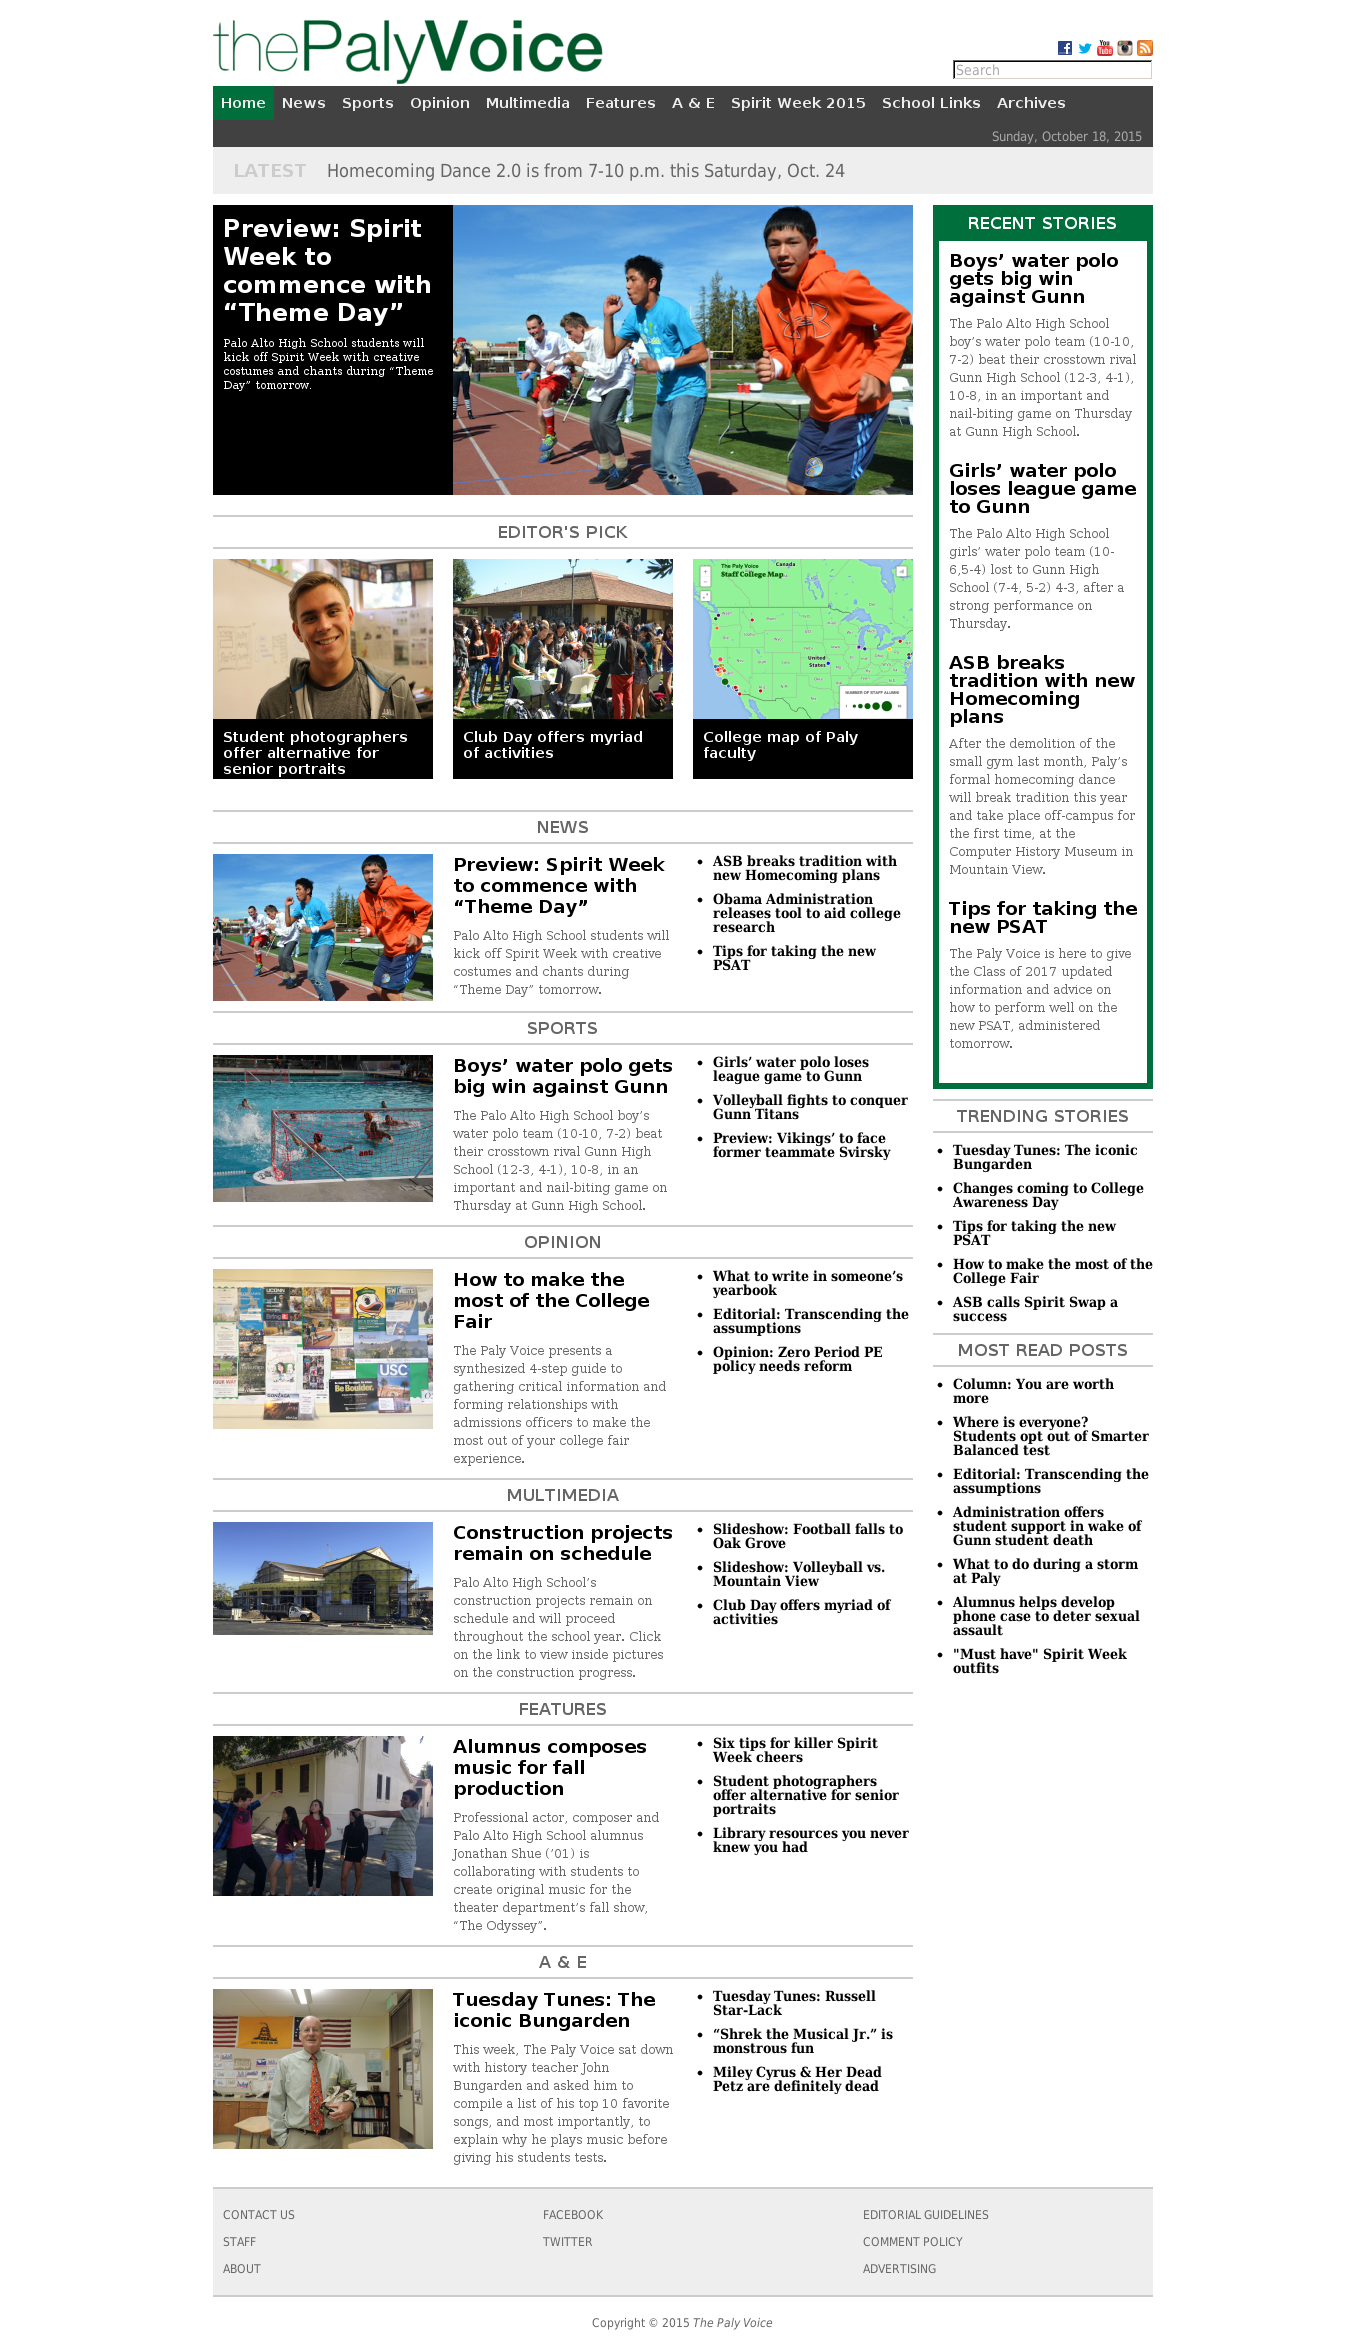 thePalyVoice
Search
Home News Sports Opinion Multimedia Features A & E Spirit Week 2015 School Links Archives
Sunday, October 18, 2015
LATEST Homecoming Dance 2.0 is from 7-10 p.m. this Saturday, Oct. 24
Preview: Spirit
Week to
commence with
“Theme Day”
Palo Alto High School students will
kick off Spirit Week with creative
costumes and chants during “Theme
Day” tomorrow.
EDITOR'S PICK
The Paly Voice
Staff College Map
Canada
United
States
NUMBER OF STAFF ALUMNI
Student photographers
offer alternative for
senior portraits
Club Day offers myriad
of activities
College map of Paly
faculty
NEWS
Preview: Spirit Week
to commence with
“Theme Day”
Palo Alto High School students will
kick off Spirit Week with creative
costumes and chants during
“Theme Day” tomorrow.
ASB breaks tradition with
new Homecoming plans
Obama Administration
releases tool to aid college
research
Tips for taking the new
PSAT
SPORTS
Boys’ water polo gets
big win against Gunn
The Palo Alto High School boy’s
water polo team (10-10, 7-2) beat
their crosstown rival Gunn High
School (12-3, 4-1), 10-8, in an
important and nail-biting game on
Thursday at Gunn High School.
Girls’ water polo loses
league game to Gunn
Volleyball fights to conquer
Gunn Titans
Preview: Vikings’ to face
former teammate Svirsky
OPINION
UCONN
USC
Be Boulder.
GONZAGA
How to make the
most of the College
Fair
The Paly Voice presents a
synthesized 4-step guide to
gathering critical information and
forming relationships with
admissions officers to make the
most out of your college fair
experience.
What to write in someone’s
yearbook
Editorial: Transcending the
assumptions
Opinion: Zero Period PE
policy needs reform
MULTIMEDIA
Construction projects
remain on schedule
Palo Alto High School’s
construction projects remain on
schedule and will proceed
throughout the school year. Click
on the link to view inside pictures
on the construction progress.
Slideshow: Football falls to
Oak Grove
Slideshow: Volleyball vs.
Mountain View
Club Day offers myriad of
activities
FEATURES
Alumnus composes
music for fall
production
Professional actor, composer and
Palo Alto High School alumnus
Jonathan Shue (’01) is
collaborating with students to
create original music for the
theater department’s fall show,
“The Odyssey”.
Six tips for killer Spirit
Week cheers
Student photographers
offer alternative for senior
portraits
Library resources you never
knew you had
A & E
Tuesday Tunes: The
iconic Bungarden
This week, The Paly Voice sat down
with history teacher John
Bungarden and asked him to
compile a list of his top 10 favorite
songs, and most importantly, to
explain why he plays music before
giving his students tests.
Tuesday Tunes: Russell
Star-Lack
“Shrek the Musical Jr.” is
monstrous fun
Miley Cyrus & Her Dead
Petz are definitely dead
RECENT STORIES
Boys’ water polo
gets big win
against Gunn
The Palo Alto High School
boy’s water polo team (10-10,
7-2) beat their crosstown rival
Gunn High School (12-3, 4-1),
10-8, in an important and
nail-biting game on Thursday
at Gunn High School.
Girls’ water polo
loses league game
to Gunn
The Palo Alto High School
girls’ water polo team (10-
6,5-4) lost to Gunn High
School (7-4, 5-2) 4-3, after a
strong performance on
Thursday.
ASB breaks
tradition with new
Homecoming
plans
After the demolition of the
small gym last month, Paly’s
formal homecoming dance
will break tradition this year
and take place off-campus for
the first time, at the
Computer History Museum in
Mountain View.
Tips for taking the
new PSAT
The Paly Voice is here to give
the Class of 2017 updated
information and advice on
how to perform well on the
new PSAT, administered
tomorrow.
TRENDING STORIES
Tuesday Tunes: The iconic
Bungarden
Changes coming to College
Awareness Day
Tips for taking the new
PSAT
How to make the most of the
College Fair
ASB calls Spirit Swap a
success
MOST READ POSTS
Column: You are worth
more
Where is everyone?
Students opt out of Smarter
Balanced test
Editorial: Transcending the
assumptions
Administration offers
student support in wake of
Gunn student death
What to do during a storm
at Paly
Alumnus helps develop
phone case to deter sexual
assault
"Must have" Spirit Week
outfits
CONTACT US
STAFF
ABOUT
FACEBOOK
TWITTER
EDITORIAL GUIDELINES
COMMENT POLICY
ADVERTISING
Copyright © 2015 The Paly Voice